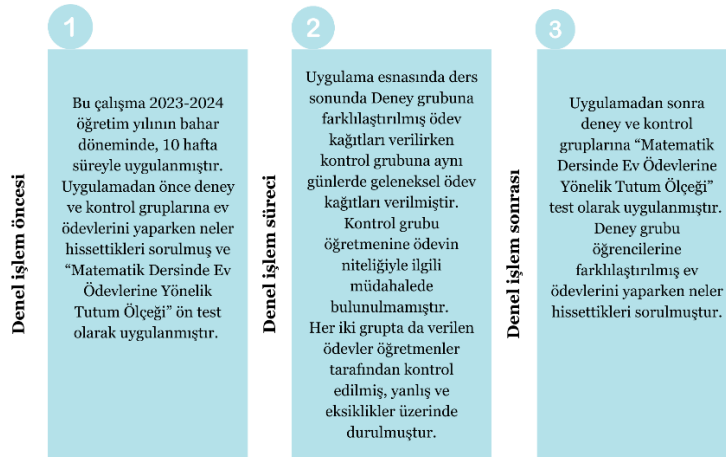 1
Denel işlem öncesi
Bu çalışma 2023-2024
öğretim yılının bahar
döneminde, 10 hafta
süreyle uygulanmıştır.
Uygulamadan önce deney
ve kontrol gruplarına ev
ödevlerini yaparken neler
hissettikleri sorulmuş ve
“Matematik Dersinde Ev
Ödevlerine Yönelik
Tutum Ölçeği” ön test
olarak uygulanmıştır.
2
Denel işlem süreci
Uygulama esnasında ders
sonunda Deney grubuna
farklılaştırılmış ödev
kağıtları verilirken
kontrol grubuna aynı
günlerde geleneksel ödev
kağıtları verilmiştir.
Kontrol grubu
öğretmenine ödevin
niteliğiyle ilgili
müdahalede
bulunulmamıştır.
Her iki grupta da verilen
ödevler öğretmenler
tarafından kontrol
edilmiş, yanlış ve
eksiklikler üzerinde
durulmuştur.
3
Denel işlem sonrası
Uygulamadan sonra
deney ve kontrol
gruplarına “Matematik
Dersinde Ev Ödevlerine
Yönelik Tutum Ölçeği”
test olarak uygulanmıştır.
Deney grubu
öğrencilerine
farklılaştırılmış ev
ödevlerini yaparken neler
hissettikleri sorulmuştur.